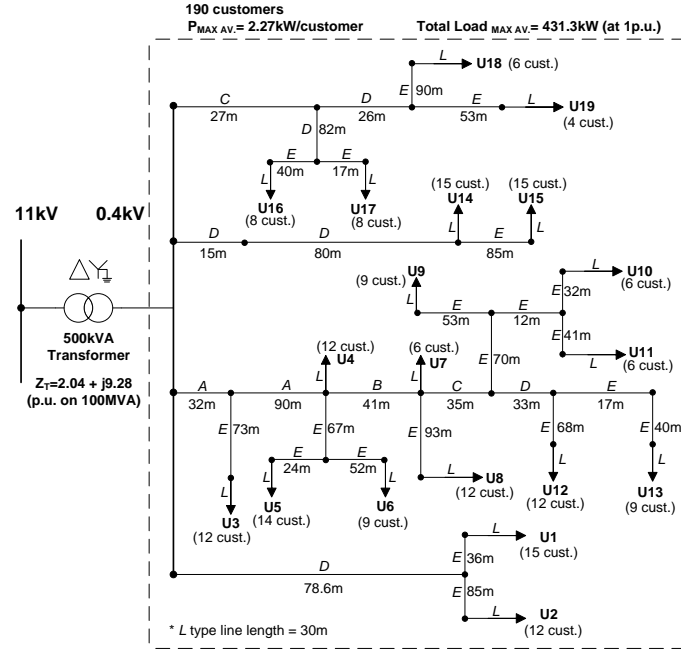 190 customers
P MAX AV.= 2.27kW/customer
Total Load MAX AV.= 431.3kW (at 1p.u.)
L
U18 (6 cust.)
E 90m
C
27m
D
26m
E
53m
L
U19
(4 cust.)
D 82m
E
40m
E
17m
L
L
U16
(8 cust.)
U17
(8 cust.)
(15 cust.)
U14
(15 cust.)
U15
L
L
11kV
0.4kV
D
15m
D
80m
E
85m
500kVA
Transformer
ZT=2.04 + j9.28
(p.u. on 100MVA)
U9
(9 cust.)
L
L
U10
(6 cust.)
E 32m
E
53m
E
12m
E 41m
L
U11
(6 cust.)
E 70m
(12 cust.)
U4
L
(6 cust.)
U7
L
A
32m
A
90m
B
41m
C
35m
D
33m
E
17m
E 73m
E 67m
E 93m
E 68m
E 40m
E
24m
E
52m
L
U3
(12 cust.)
L
U5
(14 cust.)
L
U6
(9 cust.)
L
U8
(12 cust.)
L
U12
(12 cust.)
L
U13
(9 cust.)
L
U1
(15 cust.)
E 36m
D
78.6m
E 85m
L
U2
(12 cust.)
* L type line length = 30m